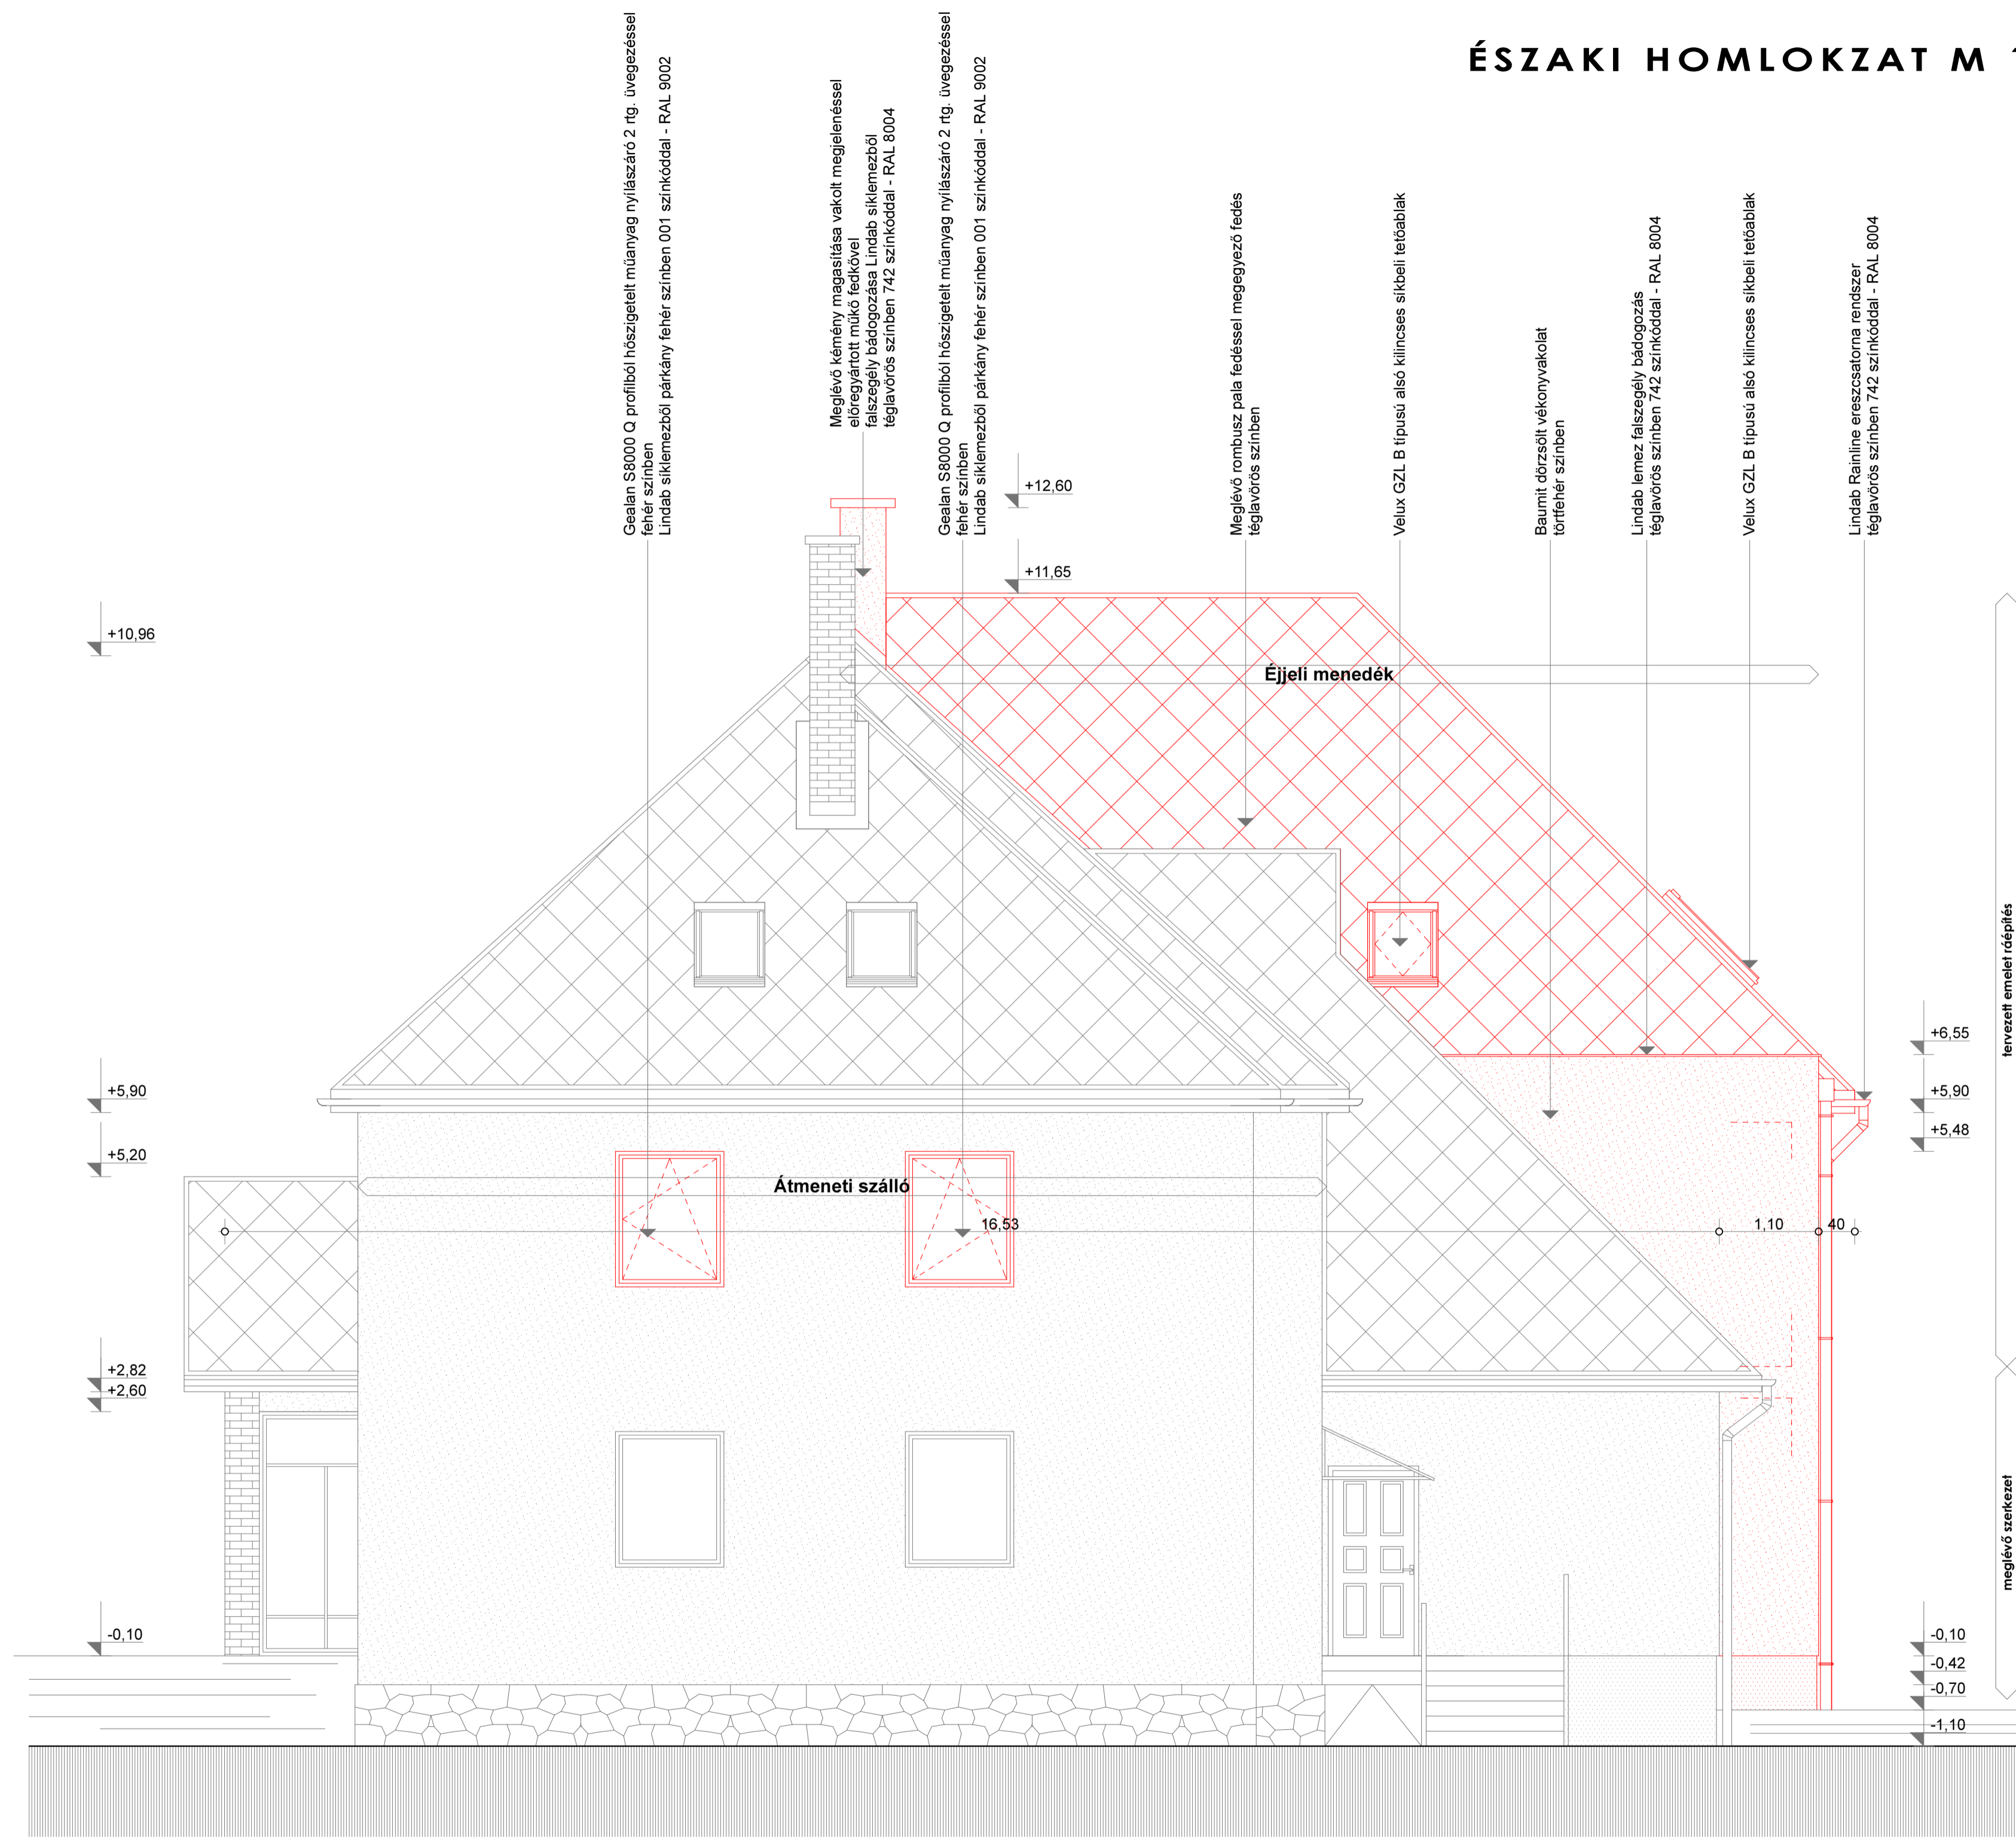 ÉSZAKI HOMLOKZAT M
Gealan S8000 Q profilból hőszigetelt műanyag nyílászáró 2 rtg. üvegezéssel
fehér színben
Lindab síklemezből párkány fehér színben 001 színkóddal - RAL 9002
Meglévő kémény magasítása vakolt megjelenéssel
előregyártott műkő fedkővel
falszegély bádogozása Lindab síklemezből
téglavörös színben 742 színkóddal - RAL 8004
Gealan S8000 Q profilból hőszigetelt műanyag nyílászáró 2 rtg. üvegezéssel
fehér színben
Lindab síklemezből párkány fehér színben 001 színkóddal - RAL 9002
Meglévő rombusz pala fedéssel megegyező fedés
téglavörös színben
Velux GZL B típusú alsó kilincses síkbeli tetőablak
Baumit dörzsölt vékonyvakolat
törtfehér színben
Lindab lemez falszegély bádogozás
téglavörös színben 742 színkóddal - RAL 8004
Velux GZL B típusú alsó kilincses síkbeli tetőablak
Lindab Rainline ereszcsatorna rendszer
téglavörös színben 742 színkóddal - RAL 8004
+12,60
+11,65
+10,96
Éjjeli menedék
tervezett emelet ráépítés
+6,55
+5,90
+5,90
+5,48
+5,20
Átmeneti szálló
16,53
1,10
40
+2,82
+2,60
meglévő szerkezet
-0,10
-0,10
-0,42
-0,70
-1,10